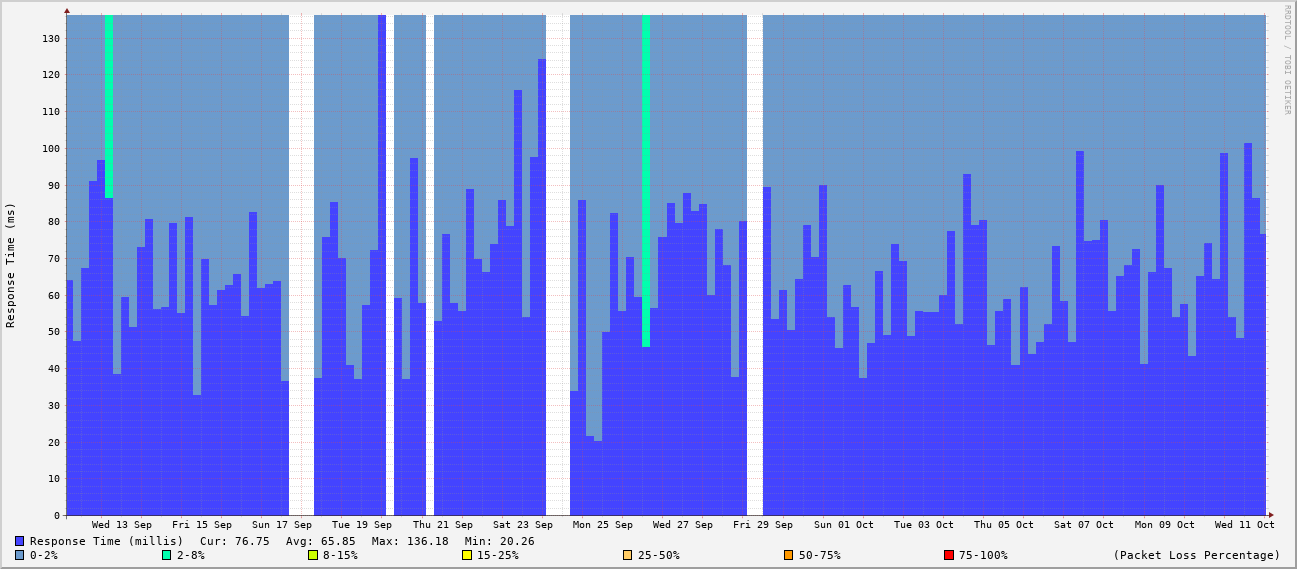 RRDTOOL / TOBI OETIKER
Response Time (ms)
130
120
110
100
90
80
70
60
50
40
30
20
10
0
Wed 13 Sep Fri 15 Sep Sun 17 Sep Tue 19 Sep Thu 21 Sep Sat 23 Sep Mon 25 Sep Wed 27 Sep Fri 29 Sep Sun 01 Oct Tue 03 Oct Thu 05 Oct Sat 07 Oct Mon 09 Oct Wed 11 Oct
Response Time (millis) Cur: 76.75 Avg: 65.85 Max: 136.18 Min: 20.26
0-2% 2-8% 8-15% 15-25% 25-50% 50-75% 75-100% (Packet Loss Percentage)